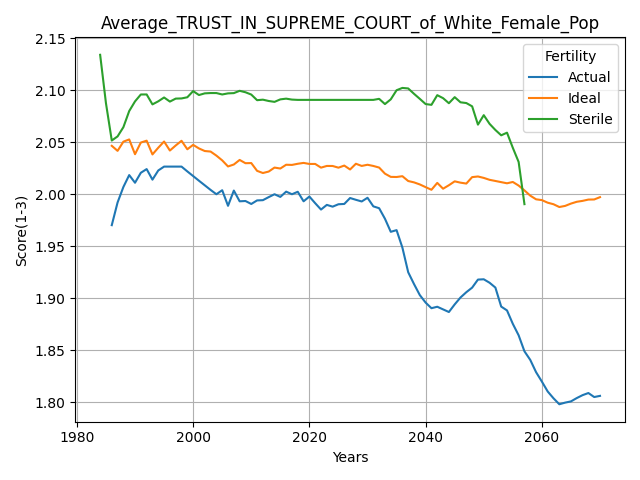 Average_TRUST_IN_SUPREME_COURT_of_White_Female_Pop
Fertility
Actual
Ideal
Sterile
Score(1-3)
2.15
2.10
2.05
2.00
1.95
1.90
1.85
1.80
1980
2000
2020
2040
2060
Years